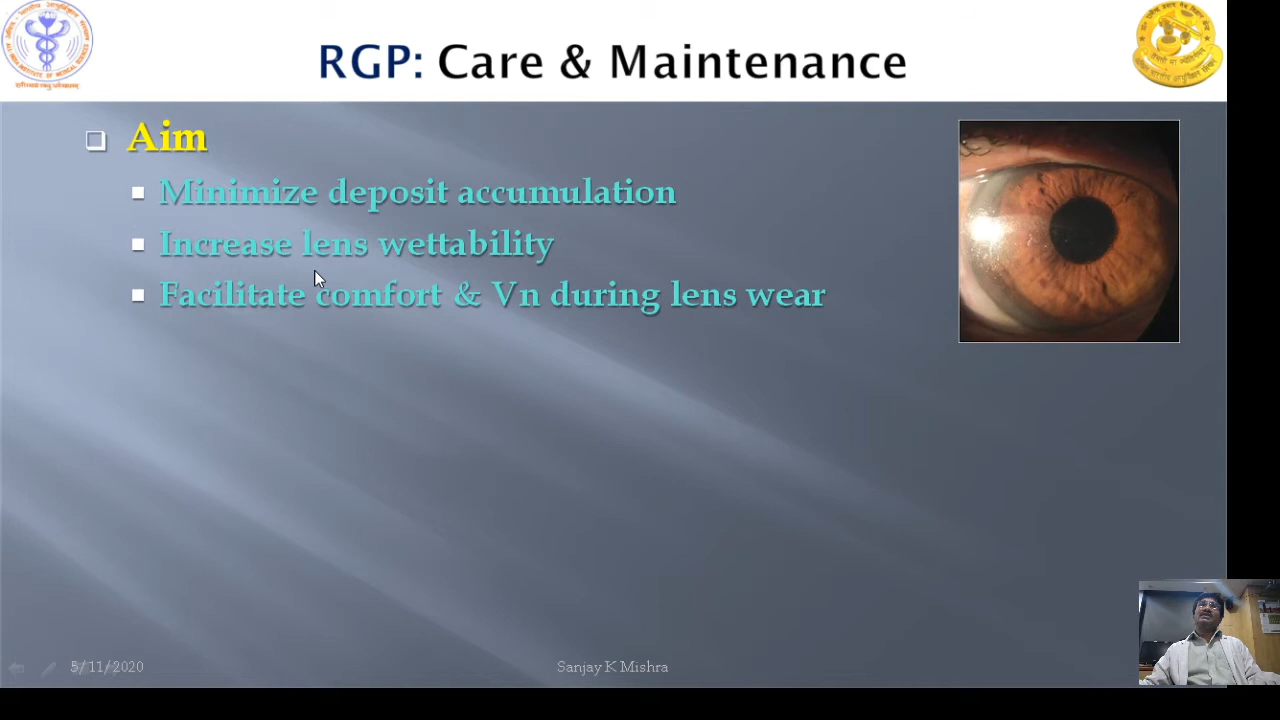 RGP: Care & Maintenance
Aim
Minimize deposit accumulation
Increase lens wettability
Facilitate comfort & Vn during lens wear
5/11/2020
Sanjay K Mishra